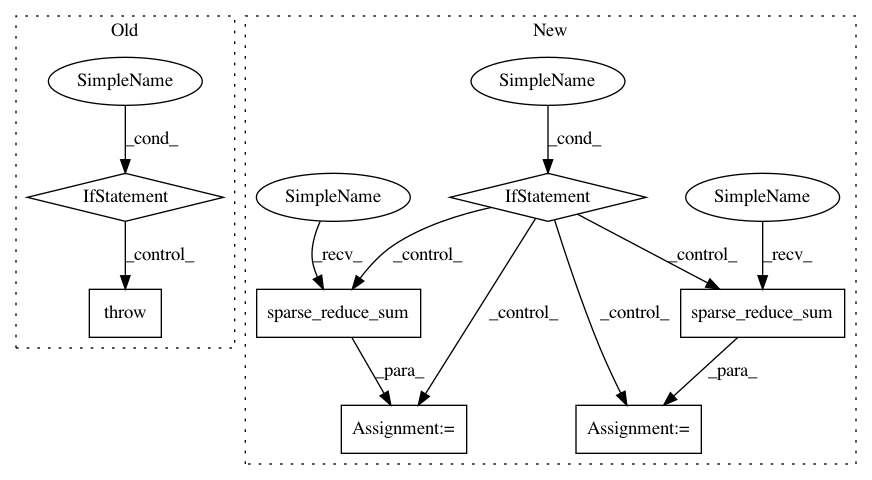 Old
New
SimpleName
SimpleName
_cond_
_cond_
IfStatement
SimpleName
IfStatement
SimpleName
_control_
_recv_
_control_
_control_
_recv_
throw
sparse_reduce_sum
_control_
_control_
sparse_reduce_sum
_para_
_para_
Assignment:=
Assignment:=